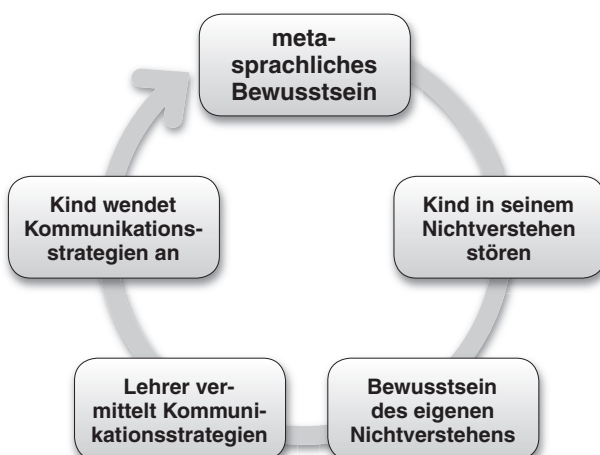 meta-
sprachliches
Bewusstsein
Kind in seinem
Nichtverstehen
stören
Bewusstsein
des eigenen
Nichtverstehens
Lehrer ver-
mittelt Kommuni-
kationsstrategien
Kind wendet
Kommunikations-
strategien an